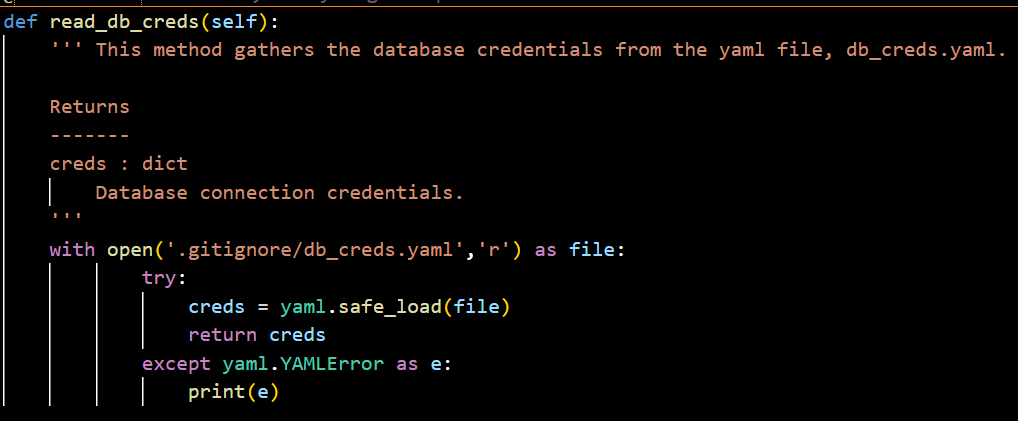 def read_db_creds(self):
    ''' This method gathers the database credentials from the yaml file, db_creds.yaml.

    Returns
    -------
    creds : dict
        Database connection credentials.
    '''
    with open('.gitignore/db_creds.yaml','r') as file:
            try:
                creds = yaml.safe_load(file)
                return creds
            except yaml.YAMLError as e:
                print(e)